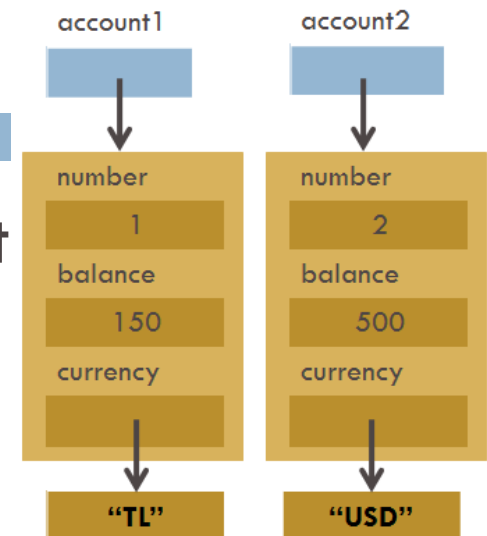 account1
account2
number
1
balance
150
currency
“TL”
number
2
balance
500
currency
“USD”